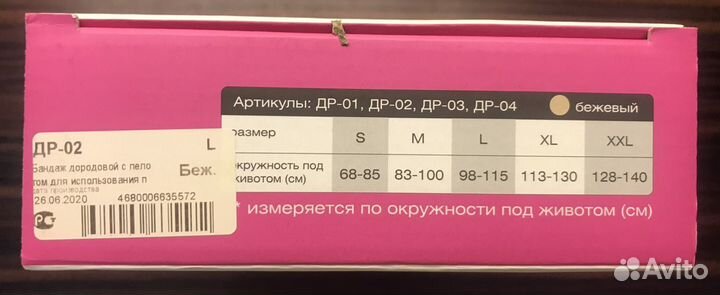 Артикулы: ДР-01, ДР-02, ДР-03, ДР-04 бежевый
размер S M L XL XXL
окружность под животом (см) 68-85 83-100 98-115 113-130 128-140
* измеряется по окружности под животом (см)
ДР-02 L
Бандаж дородовой с пело
том для использования п Беж.
дата производства
26.06.2020 4680006635572
РС
Avito